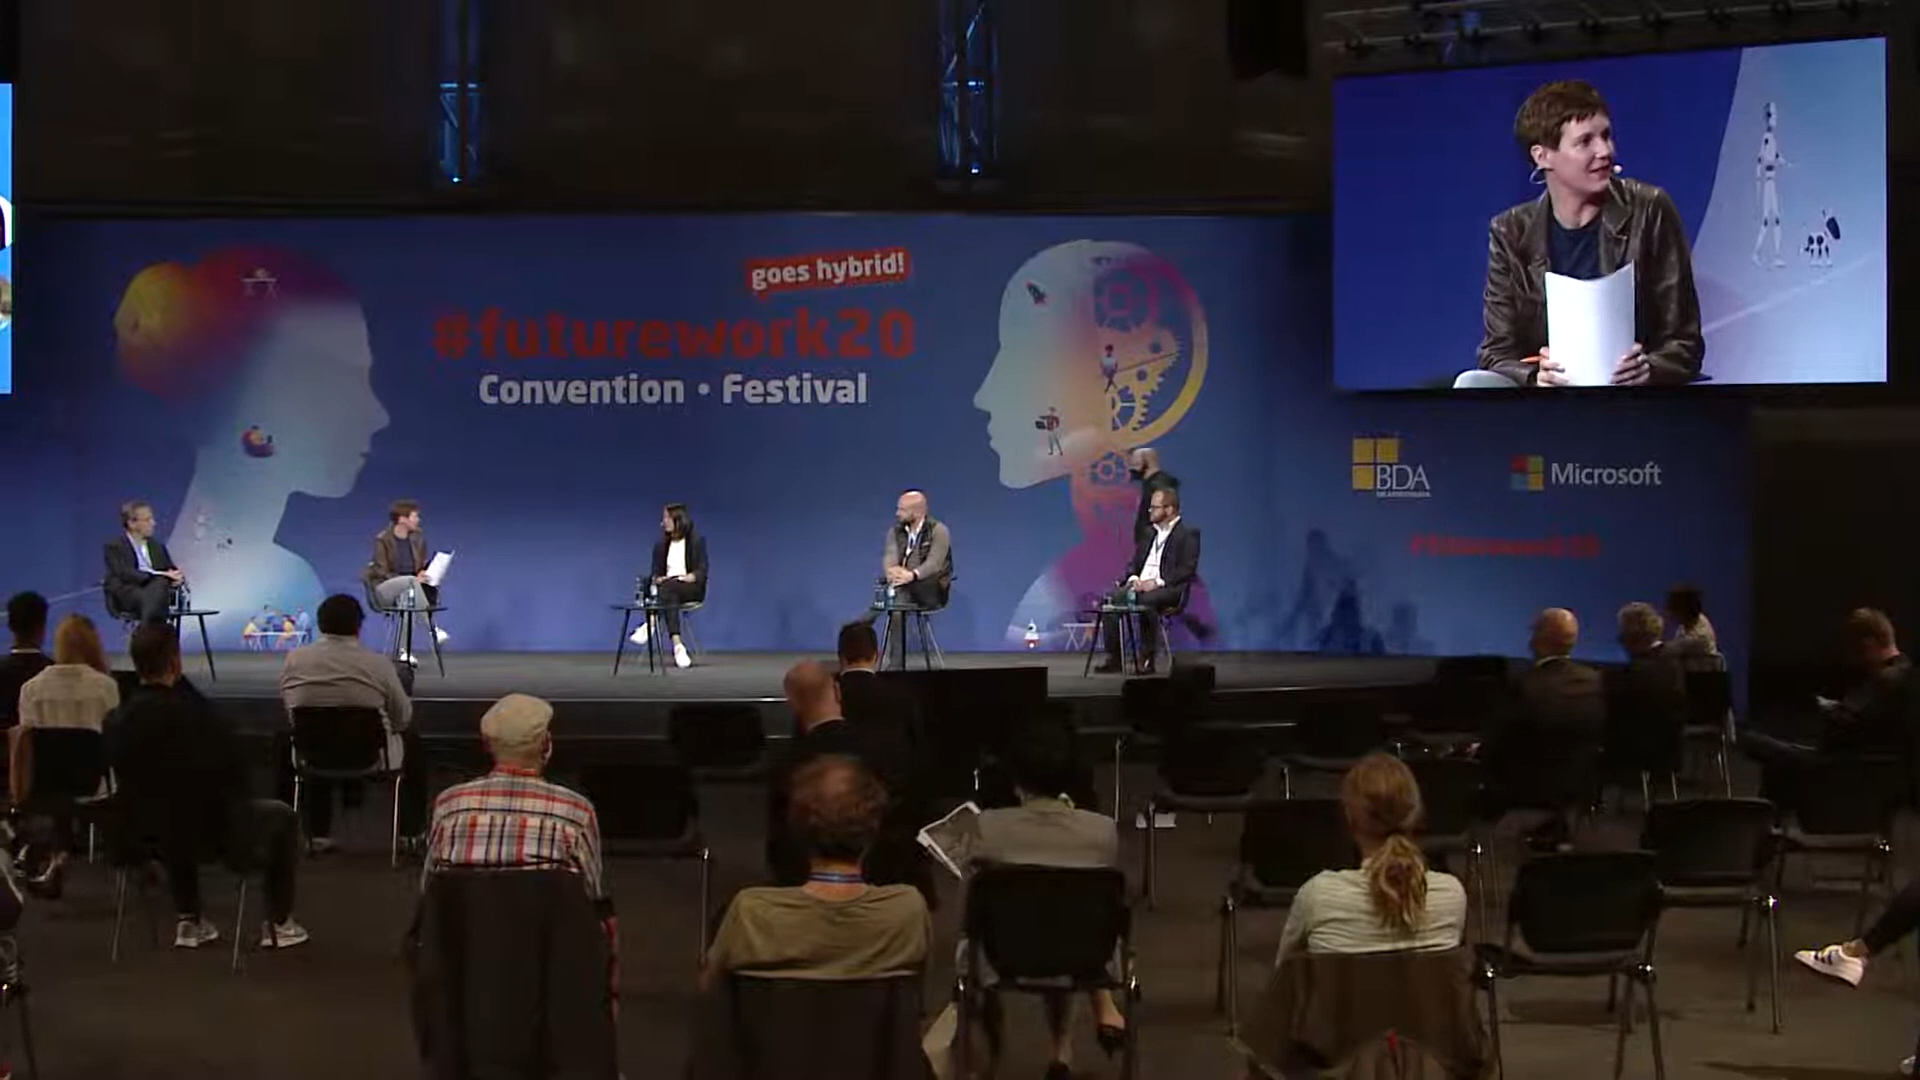 goes hybrid!
#futurework20
Convention • Festival
BDA
Microsoft
#futurework20